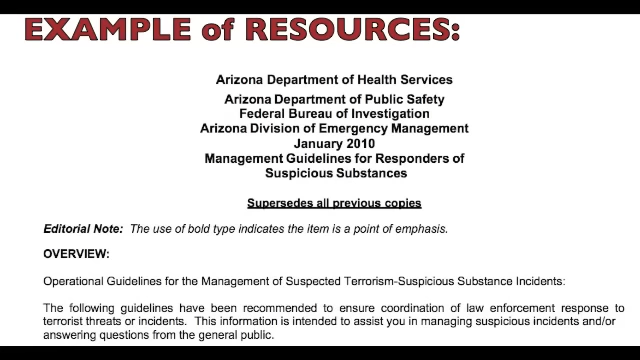 EXAMPLE of RESOURCES:
Arizona Department of Health Services
Arizona Department of Public Safety
Federal Bureau of Investigation
Arizona Division of Emergency Management
January 2010
Management Guidelines for Responders of
Suspicious Substances
Supersedes all previous copies
Editorial Note: The use of bold type indicates the item is a point of emphasis.
OVERVIEW:
Operational Guidelines for the Management of Suspected Terrorism-Suspicious Substance Incidents:
The following guidelines have been recommended to ensure coordination of law enforcement response to
terrorist threats or incidents. This information is intended to assist you in managing suspicious incidents and/or
answering questions from the general public.